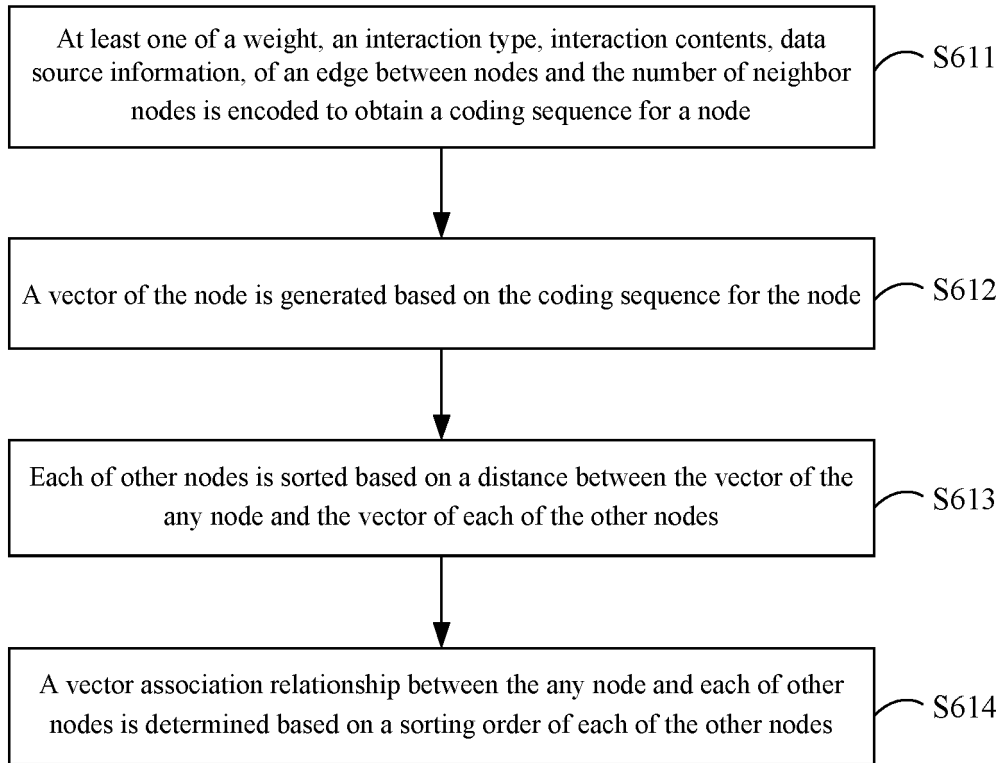 At least one of a weight, an interaction type, interaction contents, data
source information, of an edge between nodes and the number of neighbor
nodes is encoded to obtain a coding sequence for a node
S611
A vector of the node is generated based on the coding sequence for the node
S612
Each of other nodes is sorted based on a distance between the vector of the
any node and the vector of each of the other nodes
S613
A vector association relationship between the any node and each of other
nodes is determined based on a sorting order of each of the other nodes
S614